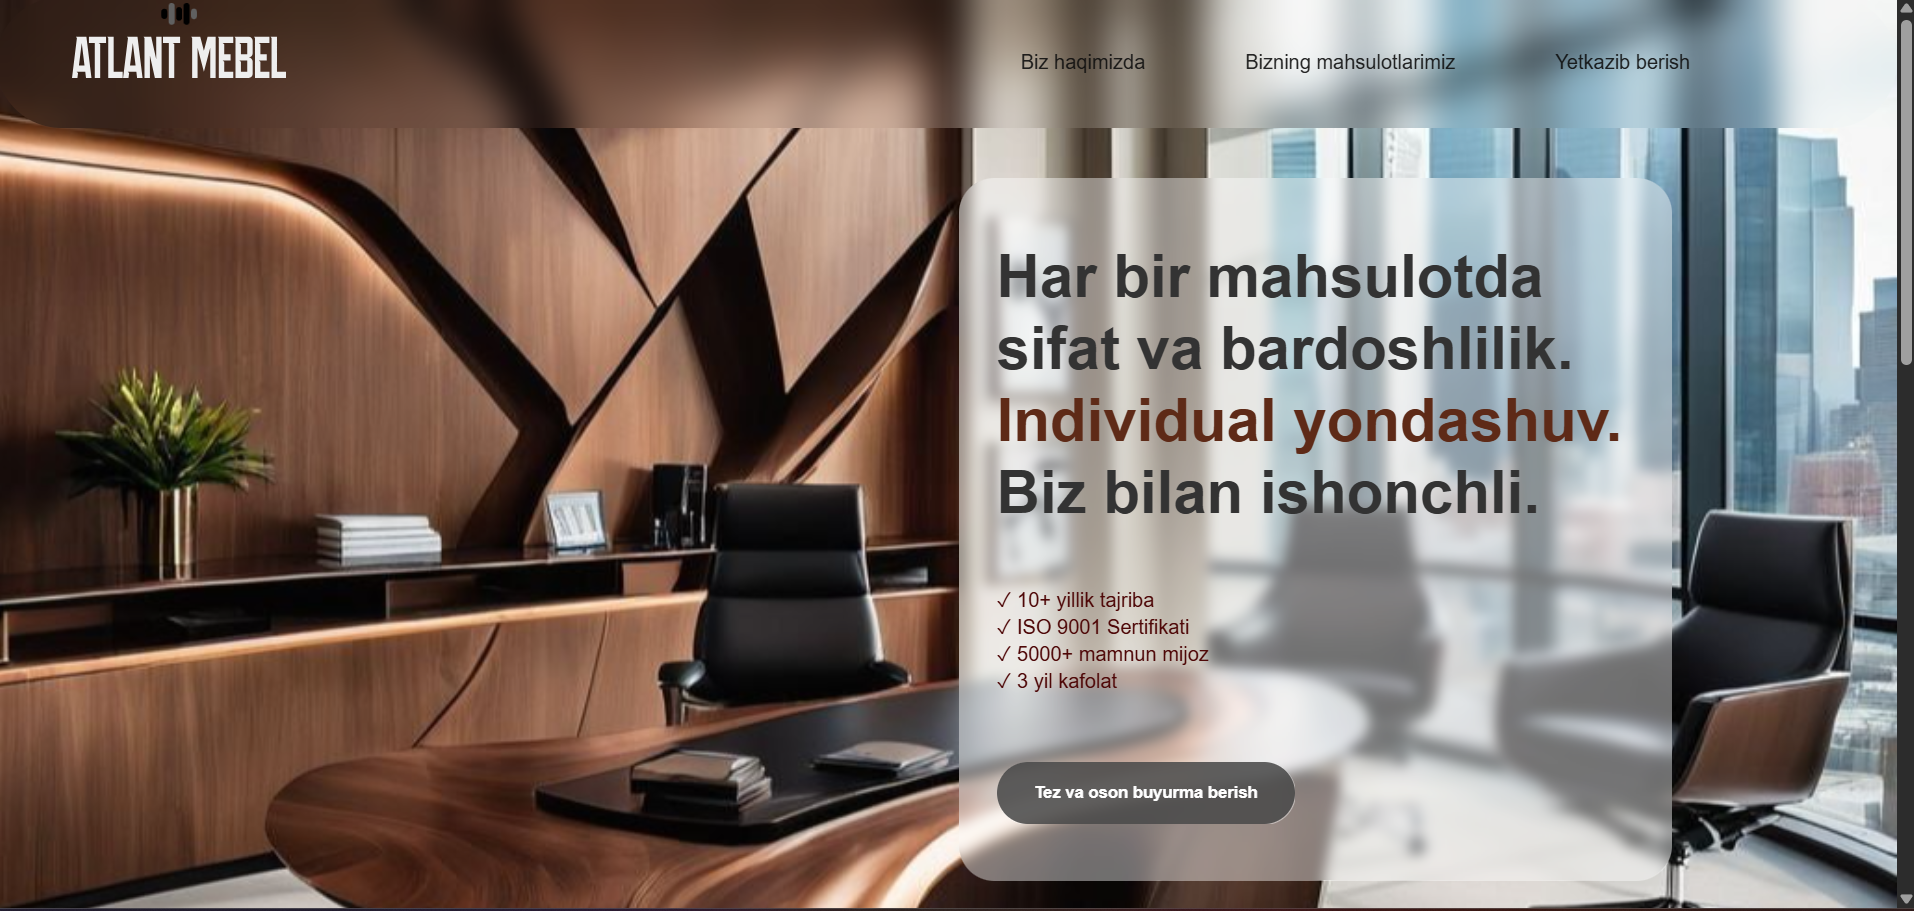 ATLANT MEBEL
Biz haqimizda
Bizning mahsulotlarimiz
Yetkazib berish
Har bir mahsulotda
sifat va bardoshlilik.
Individual yondashuv.
Biz bilan ishonchli.
✓ 10+ yillik tajriba
✓ ISO 9001 Sertifikati
✓ 5000+ mamnun mijoz
✓ 3 yil kafolat
Tez va oson buyurma berish